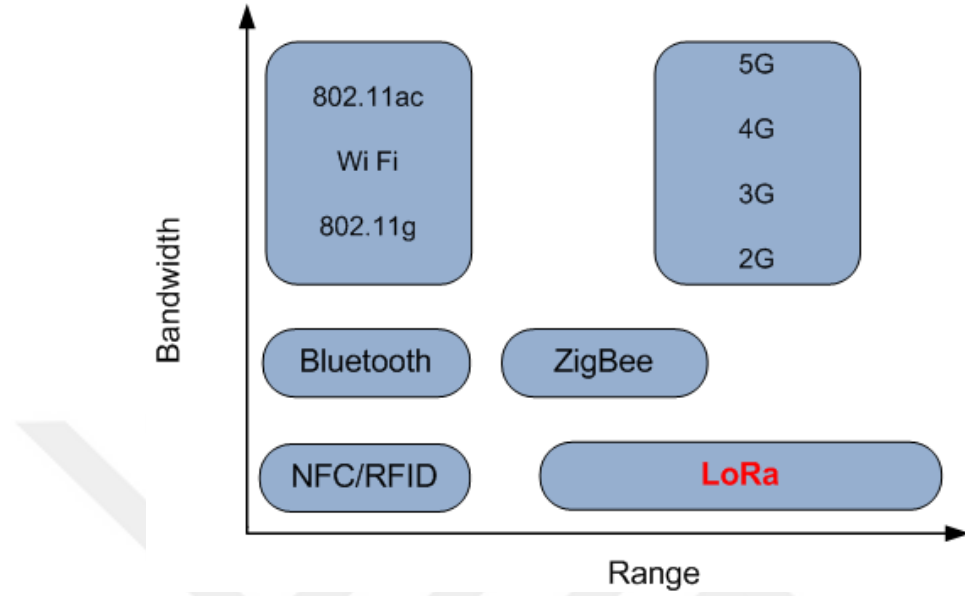 802.11ac
Wi Fi
802.11g
5G
4G
3G
2G
Bandwidth
Bluetooth
ZigBee
NFC/RFID
LoRa
Range